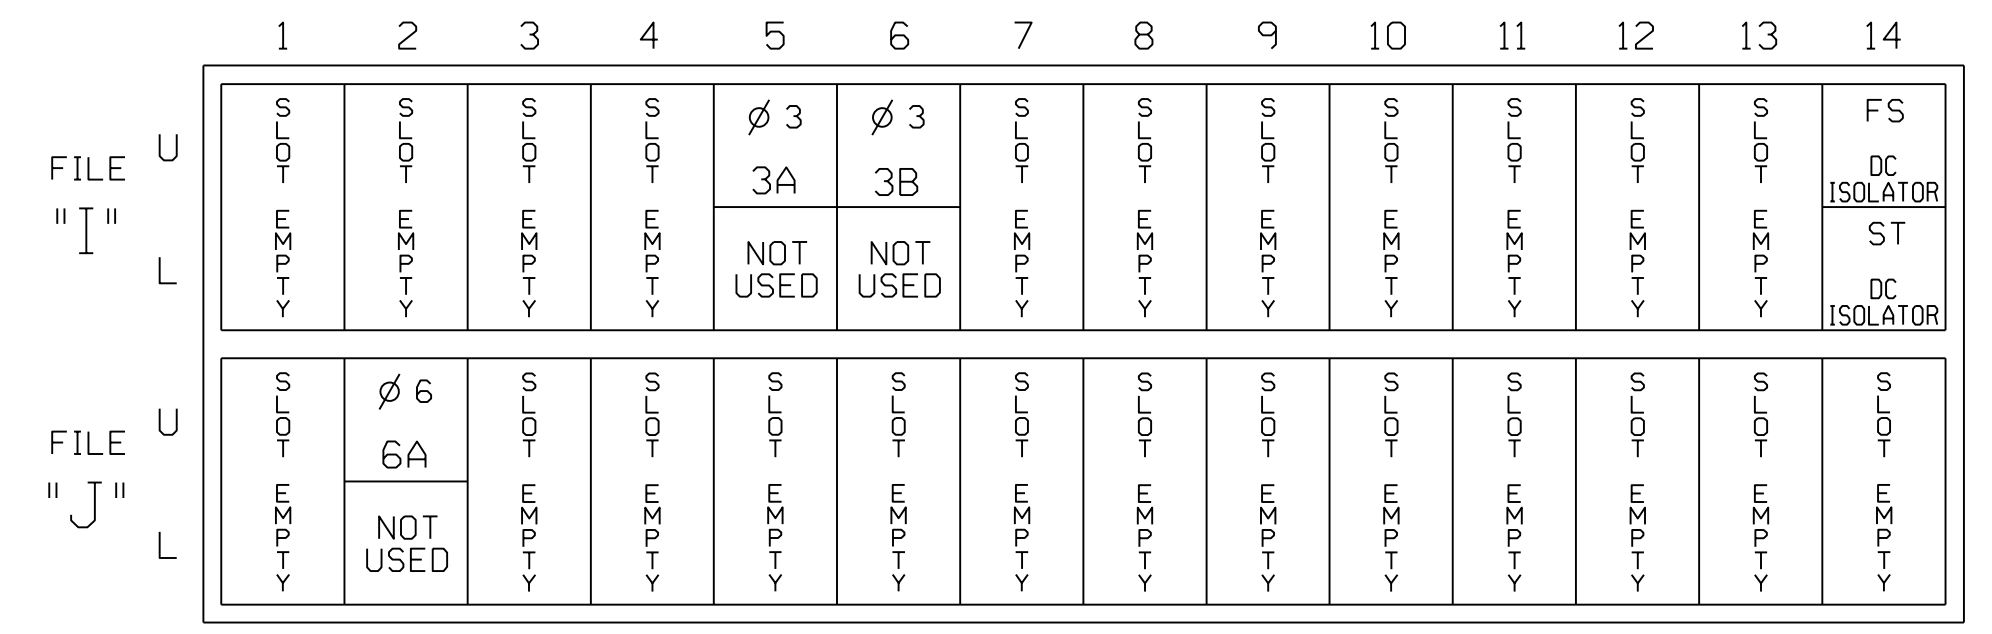 1 2 3 4 5 6 7 8 9 10 11 12 13 14
FILE "I"
U
L
SLOT EMPTY
SLOT EMPTY
SLOT EMPTY
SLOT EMPTY
Ø 3
3A
NOT
USED
Ø 3
3B
NOT
USED
SLOT EMPTY
SLOT EMPTY
SLOT EMPTY
SLOT EMPTY
SLOT EMPTY
SLOT EMPTY
SLOT EMPTY
FS
DC
ISOLATOR
ST
DC
ISOLATOR
FILE "J"
U
L
SLOT EMPTY
Ø 6
6A
NOT
USED
SLOT EMPTY
SLOT EMPTY
SLOT EMPTY
SLOT EMPTY
SLOT EMPTY
SLOT EMPTY
SLOT EMPTY
SLOT EMPTY
SLOT EMPTY
SLOT EMPTY
SLOT EMPTY
SLOT EMPTY